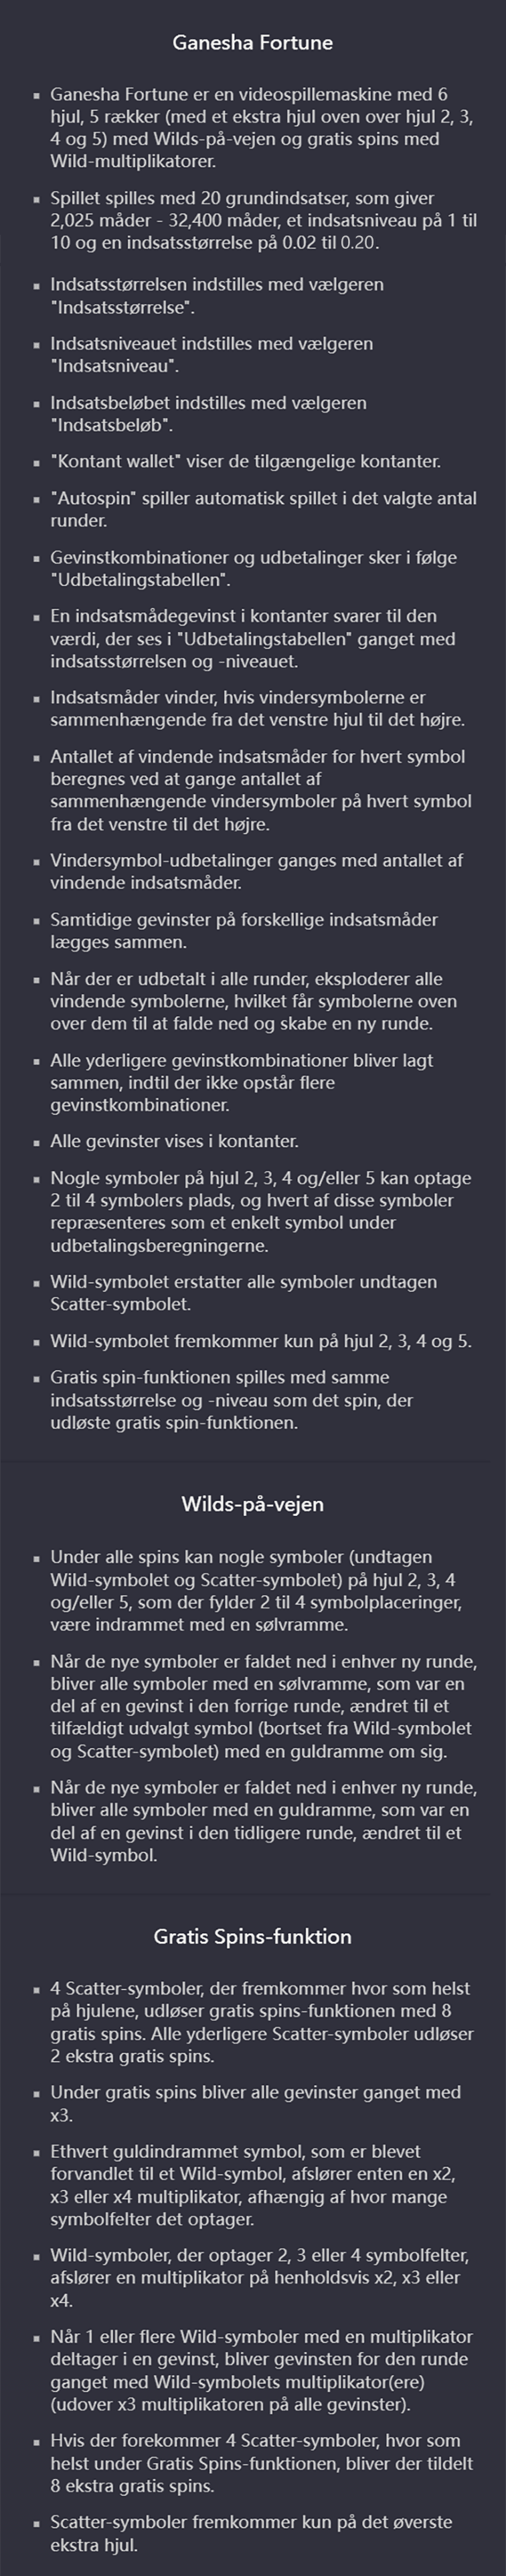 Ganesha Fortune
▪ Ganesha Fortune er en videospillemaskine med 6
hjul, 5 rækker (med et ekstra hjul oven over hjul 2, 3,
4 og 5) med Wilds-på-vejen og gratis spins med
Wild-multiplikatorer.
▪ Spillet spilles med 20 grundindsatser, som giver
2,025 måder - 32,400 måder, et indsatsniveau på 1 til
10 og en indsatsstørrelse på 0.02 til 0.20.
▪ Indsatsstørrelsen indstilles med vælgeren
"Indsatsstørrelse".
▪ Indsatsniveauet indstilles med vælgeren
"Indsatsniveau".
▪ Indsatsbeløbet indstilles med vælgeren
"Indsatsbeløb".
▪ "Kontant wallet" viser de tilgængelige kontanter.
▪ "Autospin" spiller automatisk spillet i det valgte antal
runder.
▪ Gevinstkombinationer og udbetalinger sker i følge
"Udbetalingstabellen".
▪ En indsatsmådegevinst i kontanter svarer til den
værdi, der ses i "Udbetalingstabellen" ganget med
indsatsstørrelsen og -niveauet.
▪ Indsatsmåder vinder, hvis vindersymbolerne er
sammenhængende fra det venstre hjul til det højre.
▪ Antallet af vindende indsatsmåder for hvert symbol
beregnes ved at gange antallet af
sammenhængende vindersymboler på hvert symbol
fra det venstre til det højre.
▪ Vindersymbol-udbetalinger ganges med antallet af
vindende indsatsmåder.
▪ Samtidige gevinster på forskellige indsatsmåder
lægges sammen.
▪ Når der er udbetalt i alle runder, eksploderer alle
vindende symbolerne, hvilket får symbolerne oven
over dem til at falde ned og skabe en ny runde.
▪ Alle yderligere gevinstkombinationer bliver lagt
sammen, indtil der ikke opstår flere
gevinstkombinationer.
▪ Alle gevinster vises i kontanter.
▪ Nogle symboler på hjul 2, 3, 4 og/eller 5 kan optage
2 til 4 symbolers plads, og hvert af disse symboler
repræsenteres som et enkelt symbol under
udbetalingsberegningerne.
▪ Wild-symbolet erstatter alle symboler undtagen
Scatter-symbolet.
▪ Wild-symbolet fremkommer kun på hjul 2, 3, 4 og 5.
▪ Gratis spin-funktionen spilles med samme
indsatsstørrelse og -niveau som det spin, der
udløste gratis spin-funktionen.
Wilds-på-vejen
▪ Under alle spins kan nogle symboler (undtagen
Wild-symbolet og Scatter-symbolet) på hjul 2, 3, 4
og/eller 5, som der fylder 2 til 4 symbolplaceringer,
være indrammet med en sølvramme.
▪ Når de nye symboler er faldet ned i enhver ny runde,
bliver alle symboler med en sølvramme, som var en
del af en gevinst i den forrige runde, ændret til et
tilfældigt udvalgt symbol (bortset fra Wild-symbolet
og Scatter-symbolet) med en guldramme om sig.
▪ Når de nye symboler er faldet ned i enhver ny runde,
bliver alle symboler med en guldramme, som var en
del af en gevinst i den tidligere runde, ændret til et
Wild-symbol.
Gratis Spins-funktion
▪ 4 Scatter-symboler, der fremkommer hvor som helst
på hjulene, udløser gratis spins-funktionen med 8
gratis spins. Alle yderligere Scatter-symboler udløser
2 ekstra gratis spins.
▪ Under gratis spins bliver alle gevinster ganget med
x3.
▪ Ethvert guldindrammet symbol, som er blevet
forvandlet til et Wild-symbol, afslører enten en x2,
x3 eller x4 multiplikator, afhængig af hvor mange
symbolfelter det optager.
▪ Wild-symboler, der optager 2, 3 eller 4 symbolfelter,
afslører en multiplikator på henholdsvis x2, x3 eller
x4.
▪ Når 1 eller flere Wild-symboler med en multiplikator
deltager i en gevinst, bliver gevinsten for den runde
ganget med Wild-symbolets multiplikator(ere)
(udover x3 multiplikatoren på alle gevinster).
▪ Hvis der forekommer 4 Scatter-symboler, hvor som
helst under Gratis Spins-funktionen, bliver der tildelt
8 ekstra gratis spins.
▪ Scatter-symboler fremkommer kun på det øverste
ekstra hjul.